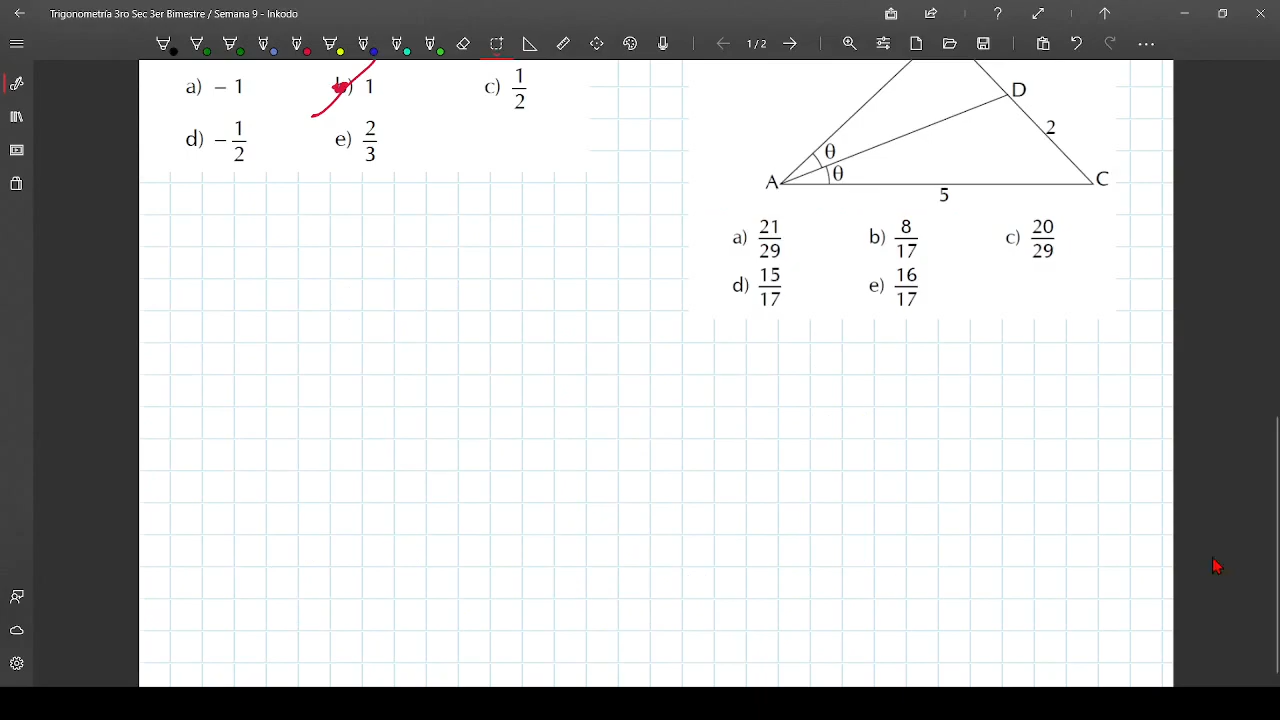 Trigonometría 3ro Sec 3er Bimestre / Semana 9 - Inkodo
1/2
a) – 1
b) 1
c) 1/2
d) – 1/2
e) 2/3
D
2
θ
θ
A
C
5
a) 21/29
b) 8/17
c) 20/29
d) 15/17
e) 16/17